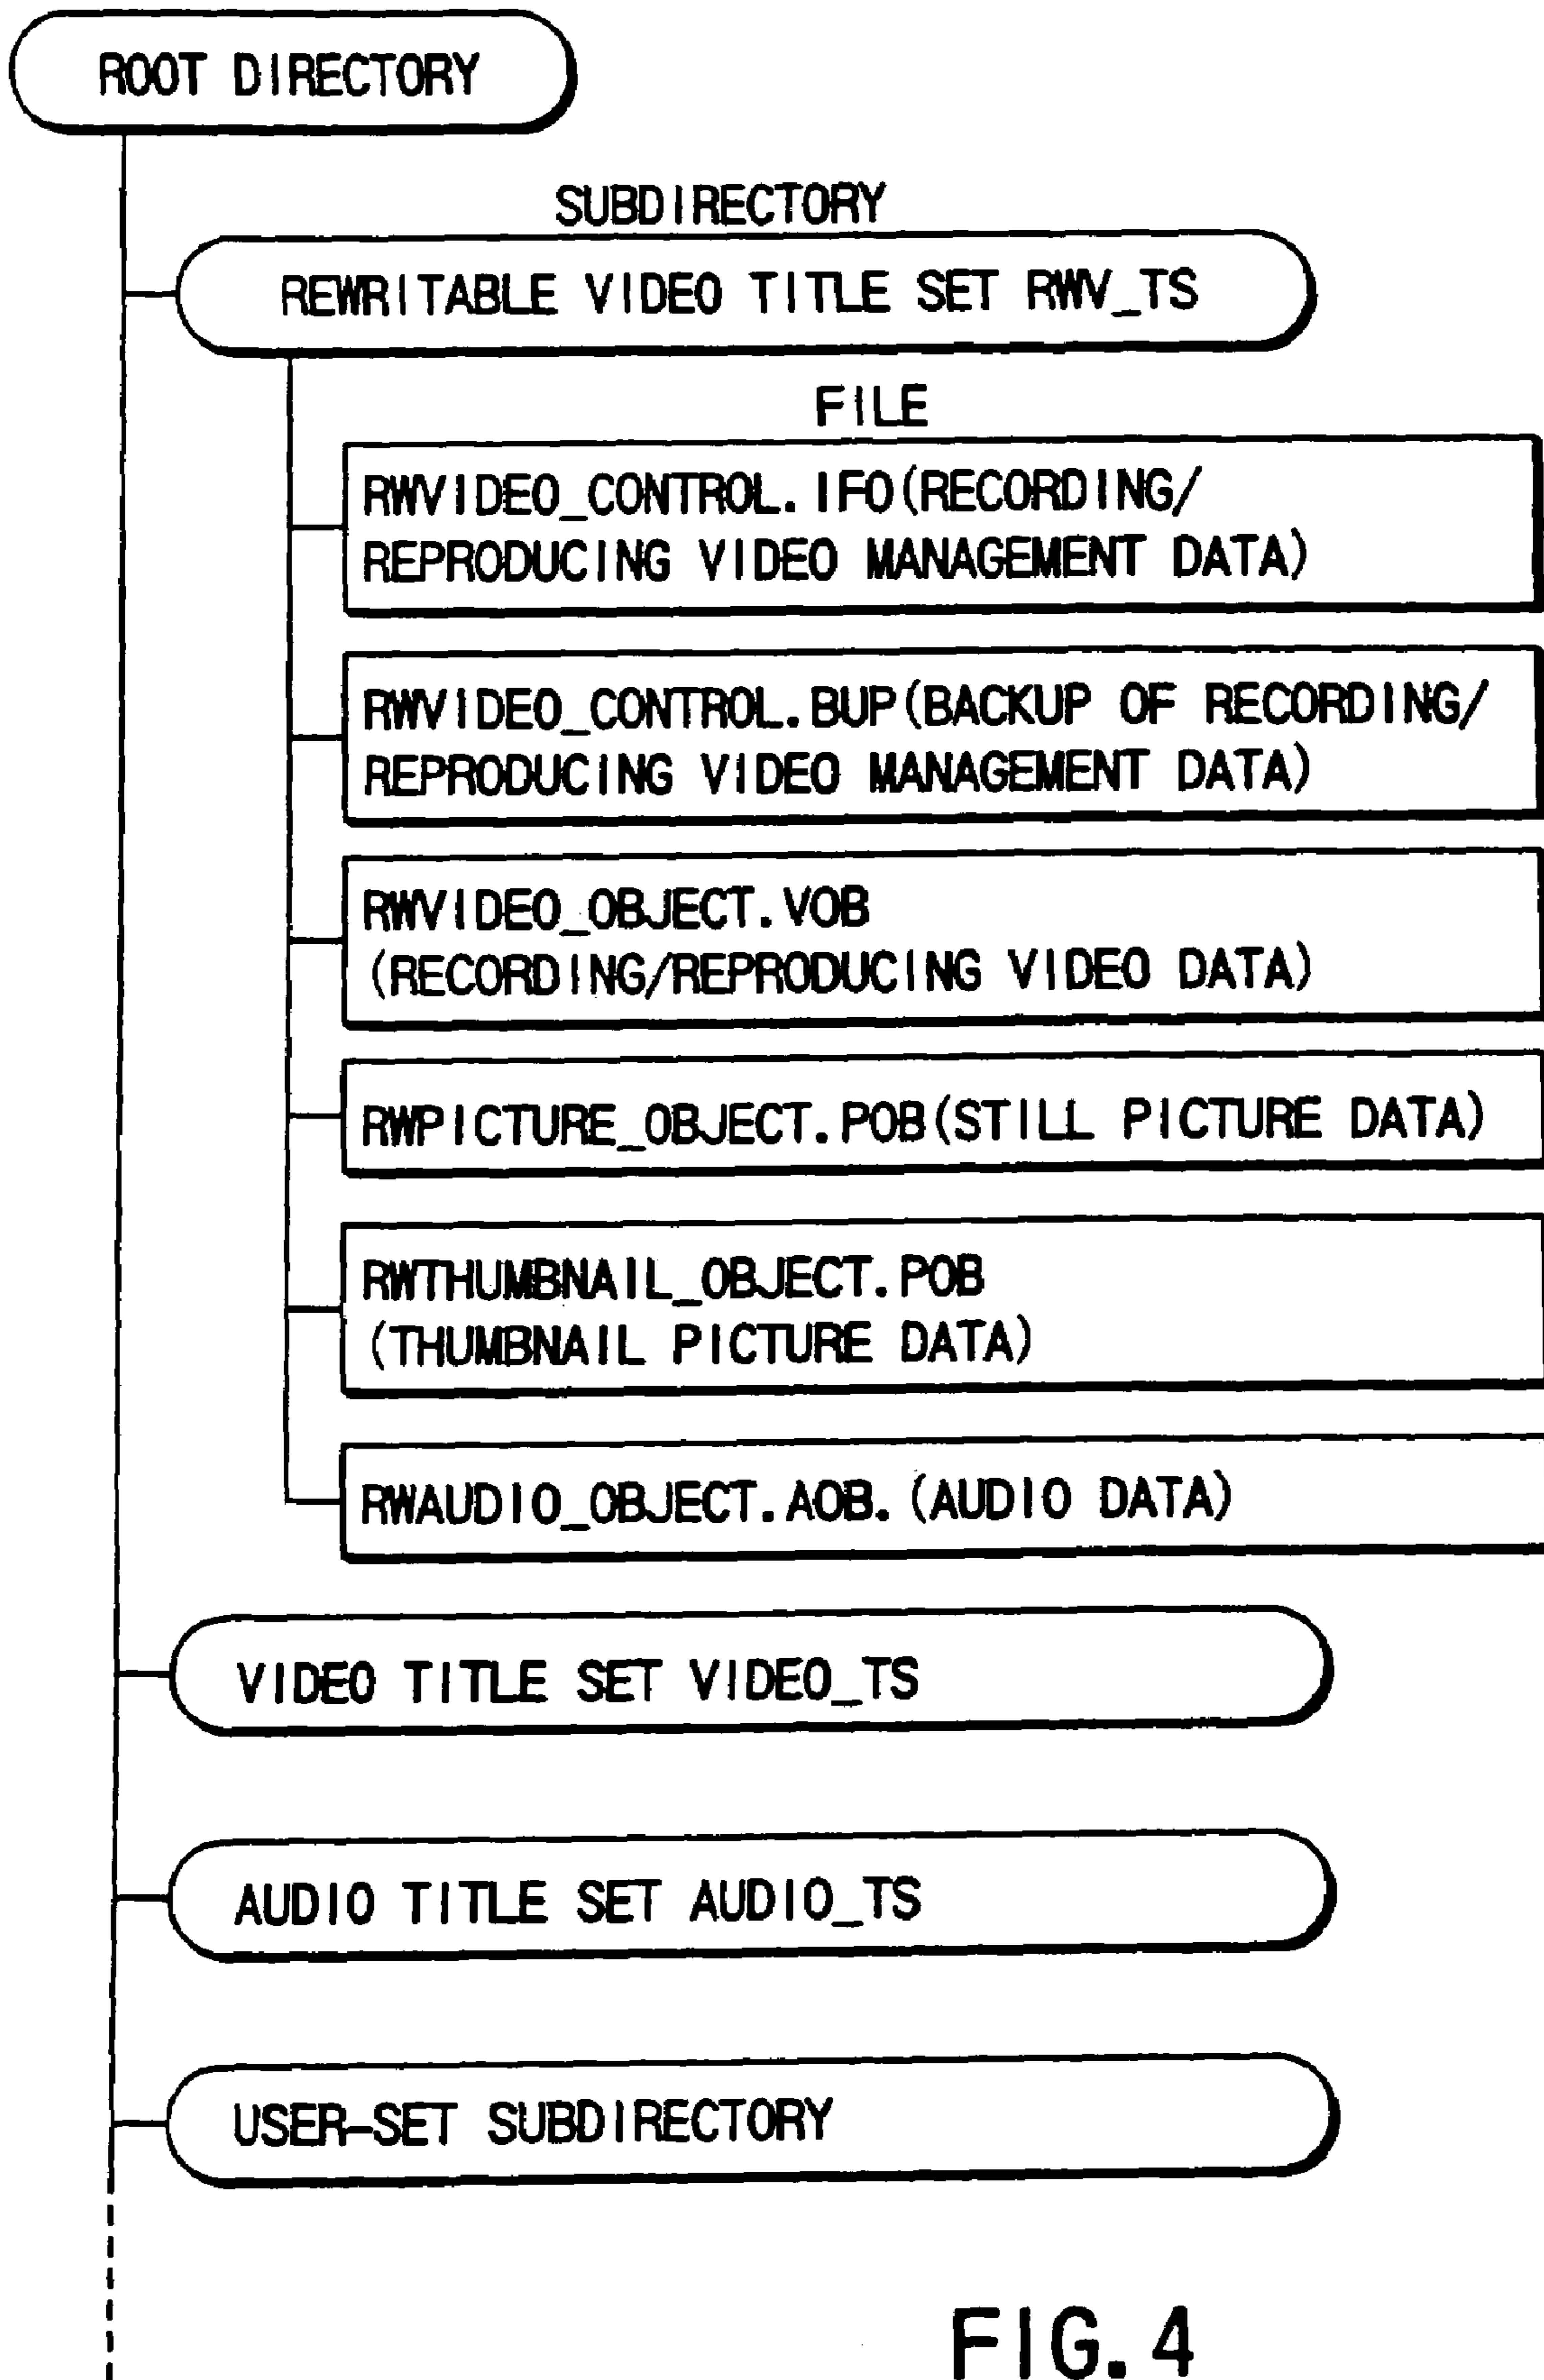 ROOT DIRECTORY
SUBDIRECTORY
REWRITABLE VIDEO TITLE SET RWV_TS
FILE
RWVIDEO_CONTROL.IFO(RECORDING/
REPRODUCING VIDEO MANAGEMENT DATA)
RWVIDEO_CONTROL.BUP(BACKUP OF RECORDING/
REPRODUCING VIDEO MANAGEMENT DATA)
RWVIDEO_OBJECT.VOB
(RECORDING/REPRODUCING VIDEO DATA)
RWPICTURE_OBJECT.POB(STILL PICTURE DATA)
RWTHUMBNAIL_OBJECT.POB
(THUMBNAIL PICTURE DATA)
RWAUDIO_OBJECT.AOB.(AUDIO DATA)
VIDEO TITLE SET VIDEO_TS
AUDIO TITLE SET AUDIO_TS
USER-SET SUBDIRECTORY
FIG.4